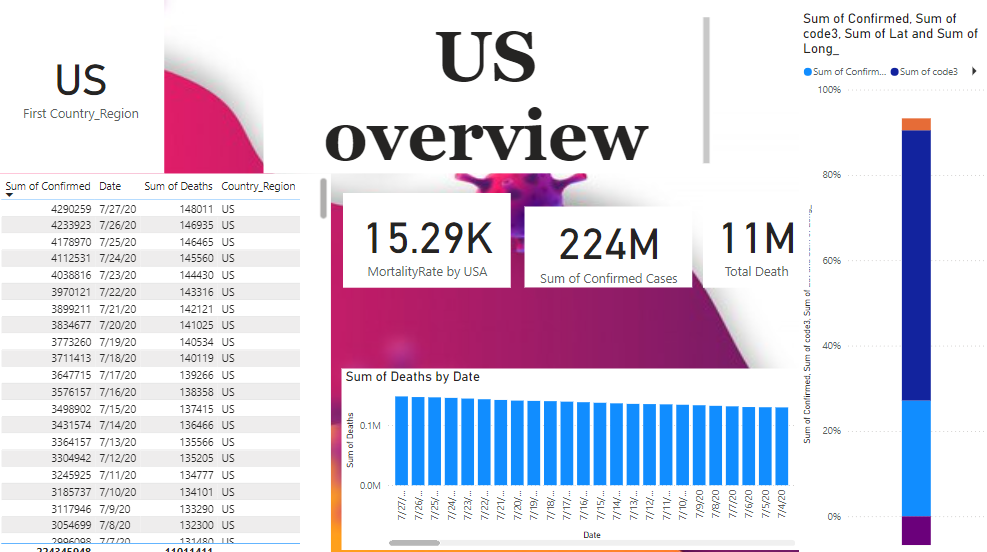 US
First Country_Region
US
overview
Sum of Confirmed Date Sum of Deaths Country_Region
4290259 7/27/20 148011 US
4233923 7/26/20 146935 US
4178970 7/25/20 146465 US
4112531 7/24/20 145560 US
4038816 7/23/20 144430 US
3970121 7/22/20 143316 US
3899211 7/21/20 142121 US
3834677 7/20/20 141025 US
3773260 7/19/20 140534 US
3711413 7/18/20 140119 US
3647715 7/17/20 139266 US
3576157 7/16/20 138358 US
3498902 7/15/20 137415 US
3431574 7/14/20 136466 US
3364157 7/13/20 135566 US
3304942 7/12/20 135205 US
3245925 7/11/20 134777 US
3185737 7/10/20 134101 US
3117946 7/9/20 133290 US
3054699 7/8/20 132300 US
2996098 7/7/20 131480 US
224345948 11011411
15.29K
MortalityRate by USA
224M
Sum of Confirmed Cases
11M
Total Death
Sum of Deaths by Date
Sum of Deaths
0.1M
0.0M
7/27/...
7/26/...
7/25/...
7/24/...
7/23/...
7/22/...
7/21/...
7/20/...
7/19/...
7/18/...
7/17/...
7/16/...
7/15/...
7/14/...
7/13/...
7/12/...
7/11/...
7/10/...
7/9/20
7/8/20
7/7/20
7/6/20
7/5/20
7/4/20
Date
Sum of Confirmed, Sum of
code3, Sum of Lat and Sum of
Long_
Sum of Confirm... Sum of code3
100%
80%
60%
40%
20%
0%
Sum of Confirmed, Sum of code3, Sum of